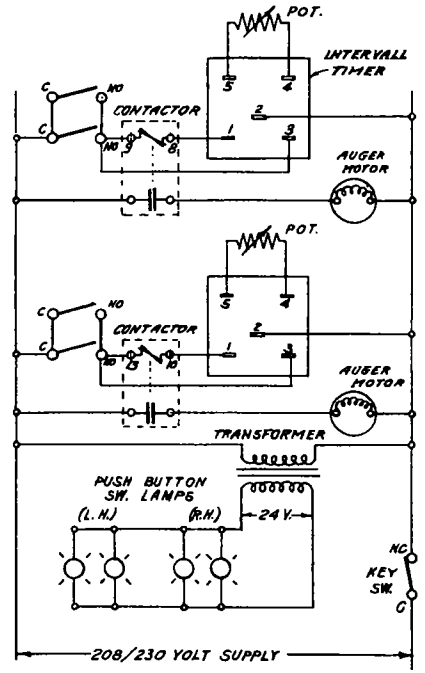 POT.
INTERVALL
TIMER
5
4
2
C
NO
CONTACTOR
C
NO
9
8
1
3
AUGER
MOTOR
POT.
5
4
2
C
NO
CONTACTOR
C
NO
13
10
1
3
AUGER
MOTOR
TRANSFORMER
PUSH BUTTON
SW. LAMPS
(L.H.)
(R.H.)
24 V.
NC
KEY
SW.
C
208/230 VOLT SUPPLY